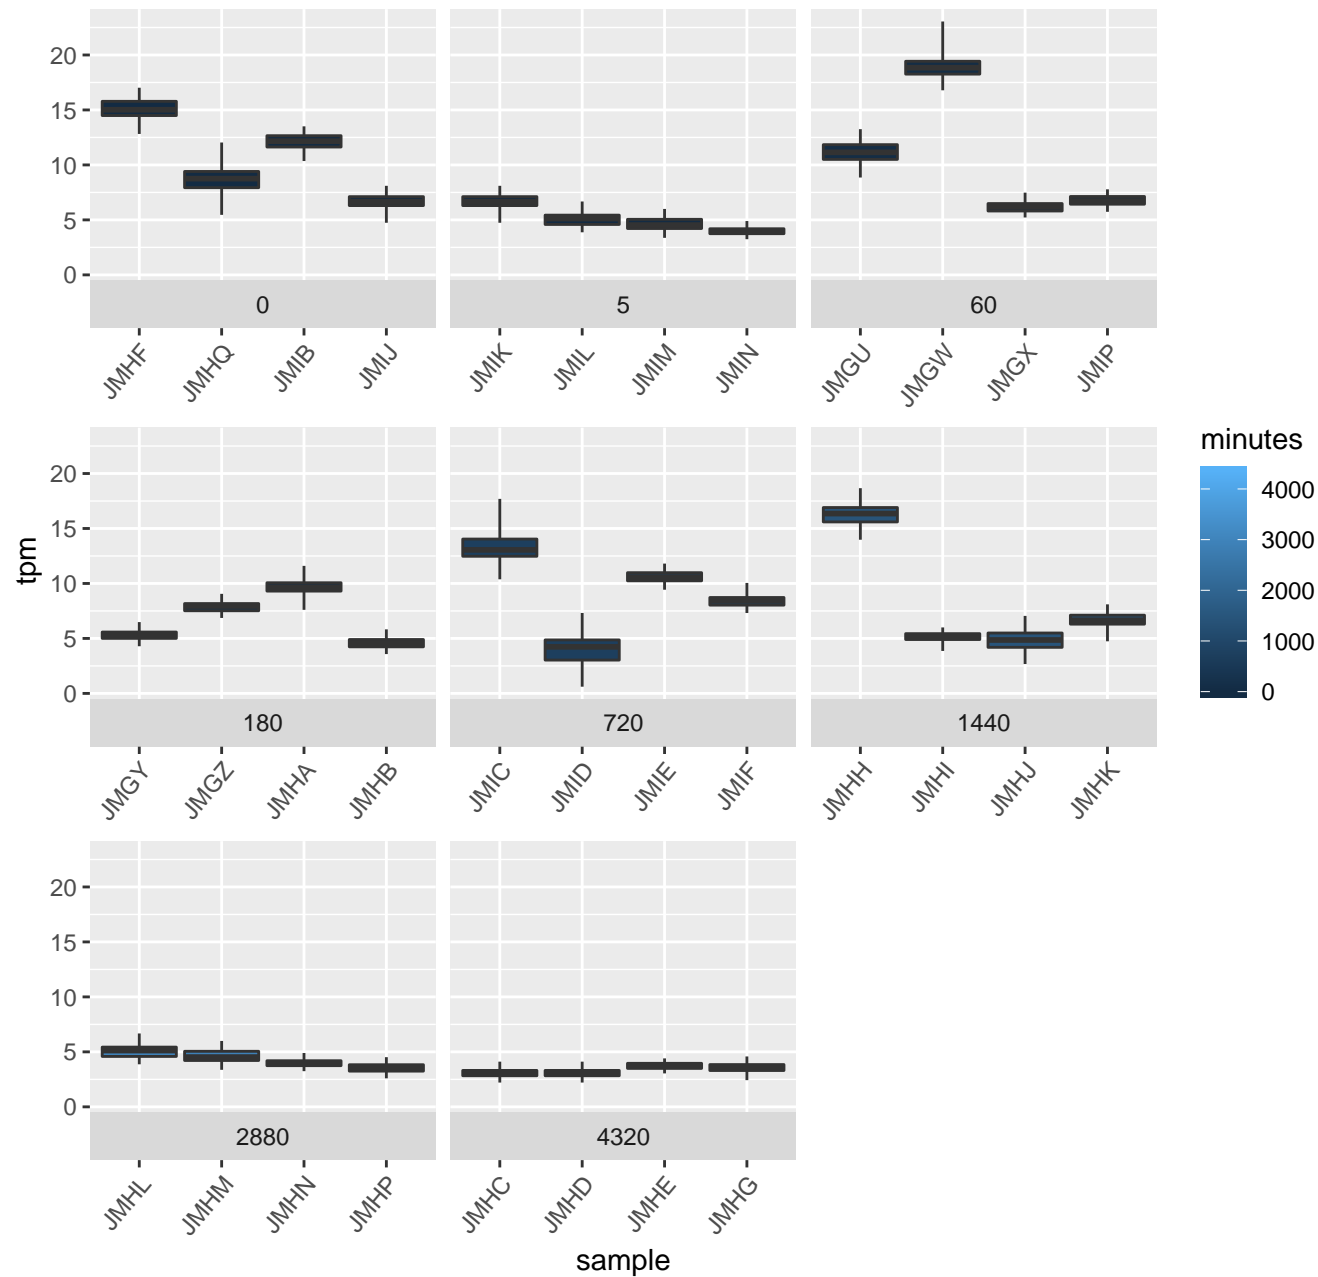 20
15
10
5
0
0 5 60
JMHF JMHQ JMIB JMIJ JMIK JMIL JMIM JMIN JMGU JMGW JMGX JMIP
minutes
4000
3000
2000
1000
0
tpm
20
15
10
5
0
180 720 1440
JMGY JMGZ JMHA JMHB JMIC JMID JMIE JMIF JMHH JMHI JMHJ JMHK
20
15
10
5
0
2880 4320
JMHL JMHM JMHN JMHP JMHC JMHD JMHE JMHG
sample